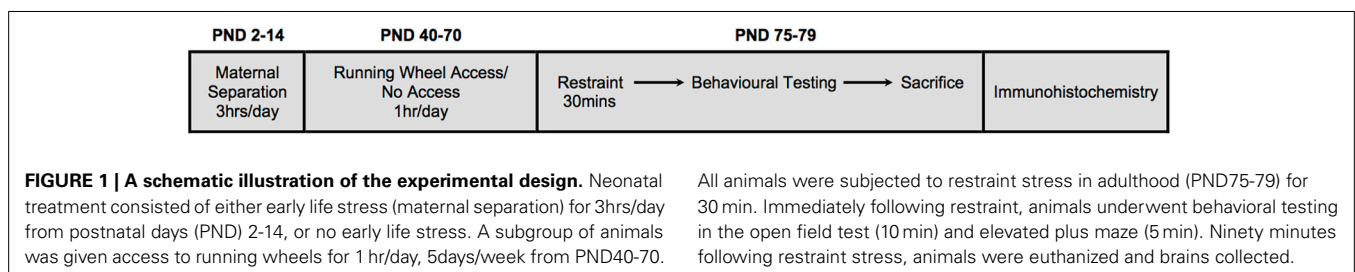 PND 2-14 PND 40-70 PND 75-79
Maternal
Separation
3hrs/day
Running Wheel Access/
No Access
1hr/day
Restraint
30mins
Behavioural Testing
Sacrifice
Immunohistochemistry
FIGURE 1 | A schematic illustration of the experimental design. Neonatal
treatment consisted of either early life stress (maternal separation) for 3hrs/day
from postnatal days (PND) 2-14, or no early life stress. A subgroup of animals
was given access to running wheels for 1 hr/day, 5days/week from PND40-70.
All animals were subjected to restraint stress in adulthood (PND75-79) for
30 min. Immediately following restraint, animals underwent behavioral testing
in the open field test (10 min) and elevated plus maze (5 min). Ninety minutes
following restraint stress, animals were euthanized and brains collected.